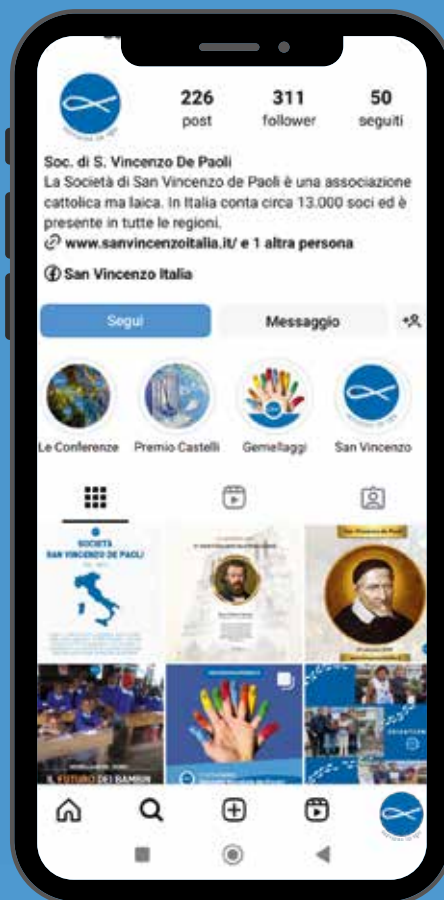 226 311 50
post follower seguiti
Soc. di S. Vincenzo De Paoli
La Società di San Vincenzo de Paoli è una associazione
cattolica ma laica. In Italia conta circa 13.000 soci ed è
presente in tutte le regioni.
www.sanvincenzoitalia.it/ e 1 altra persona
San Vincenzo Italia
Segui Messaggio
Le Conferenze Premio Castelli Gemellaggi San Vincenzo
SOCIETÀ
SAN VINCENZO DE PAOLI
San Vincenzo de Paoli
IL FUTURO DEI BAMBIN